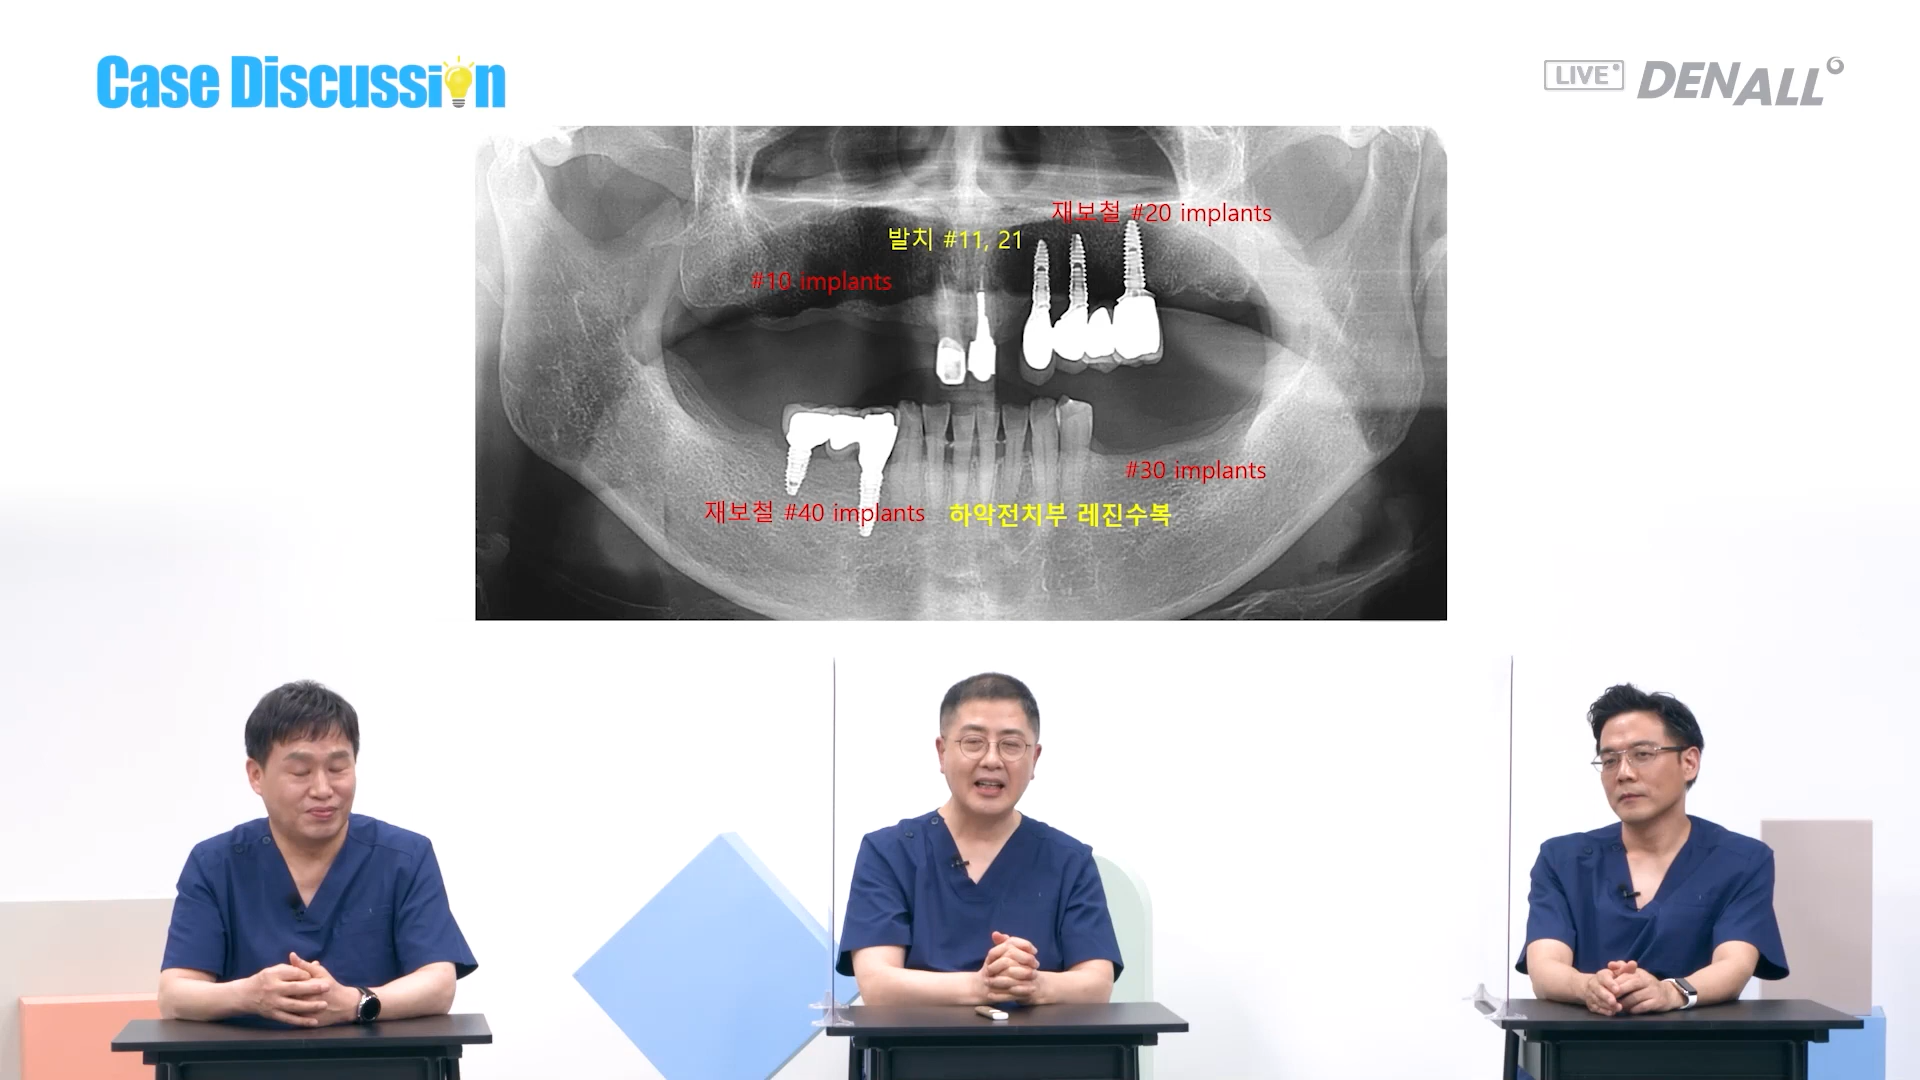 Case Discussion
LIVE DENALL
재보철 #20 implants
발치 #11, 21
#10 implants
#30 implants
재보철 #40 implants
하악전치부 레진수복